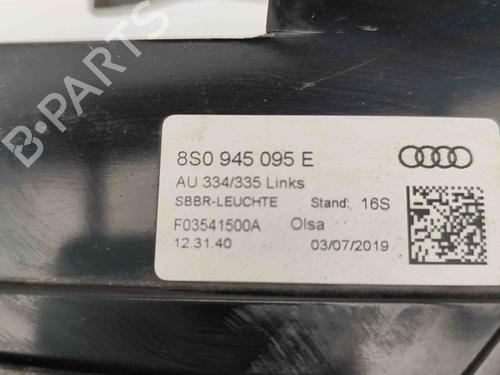 8S0 945 095 E
AU 334/335 Links
SBBR-LEUCHTE Stand: 16S
F03541500A Olsa
12.31.40 03/07/2019
B-PARTS